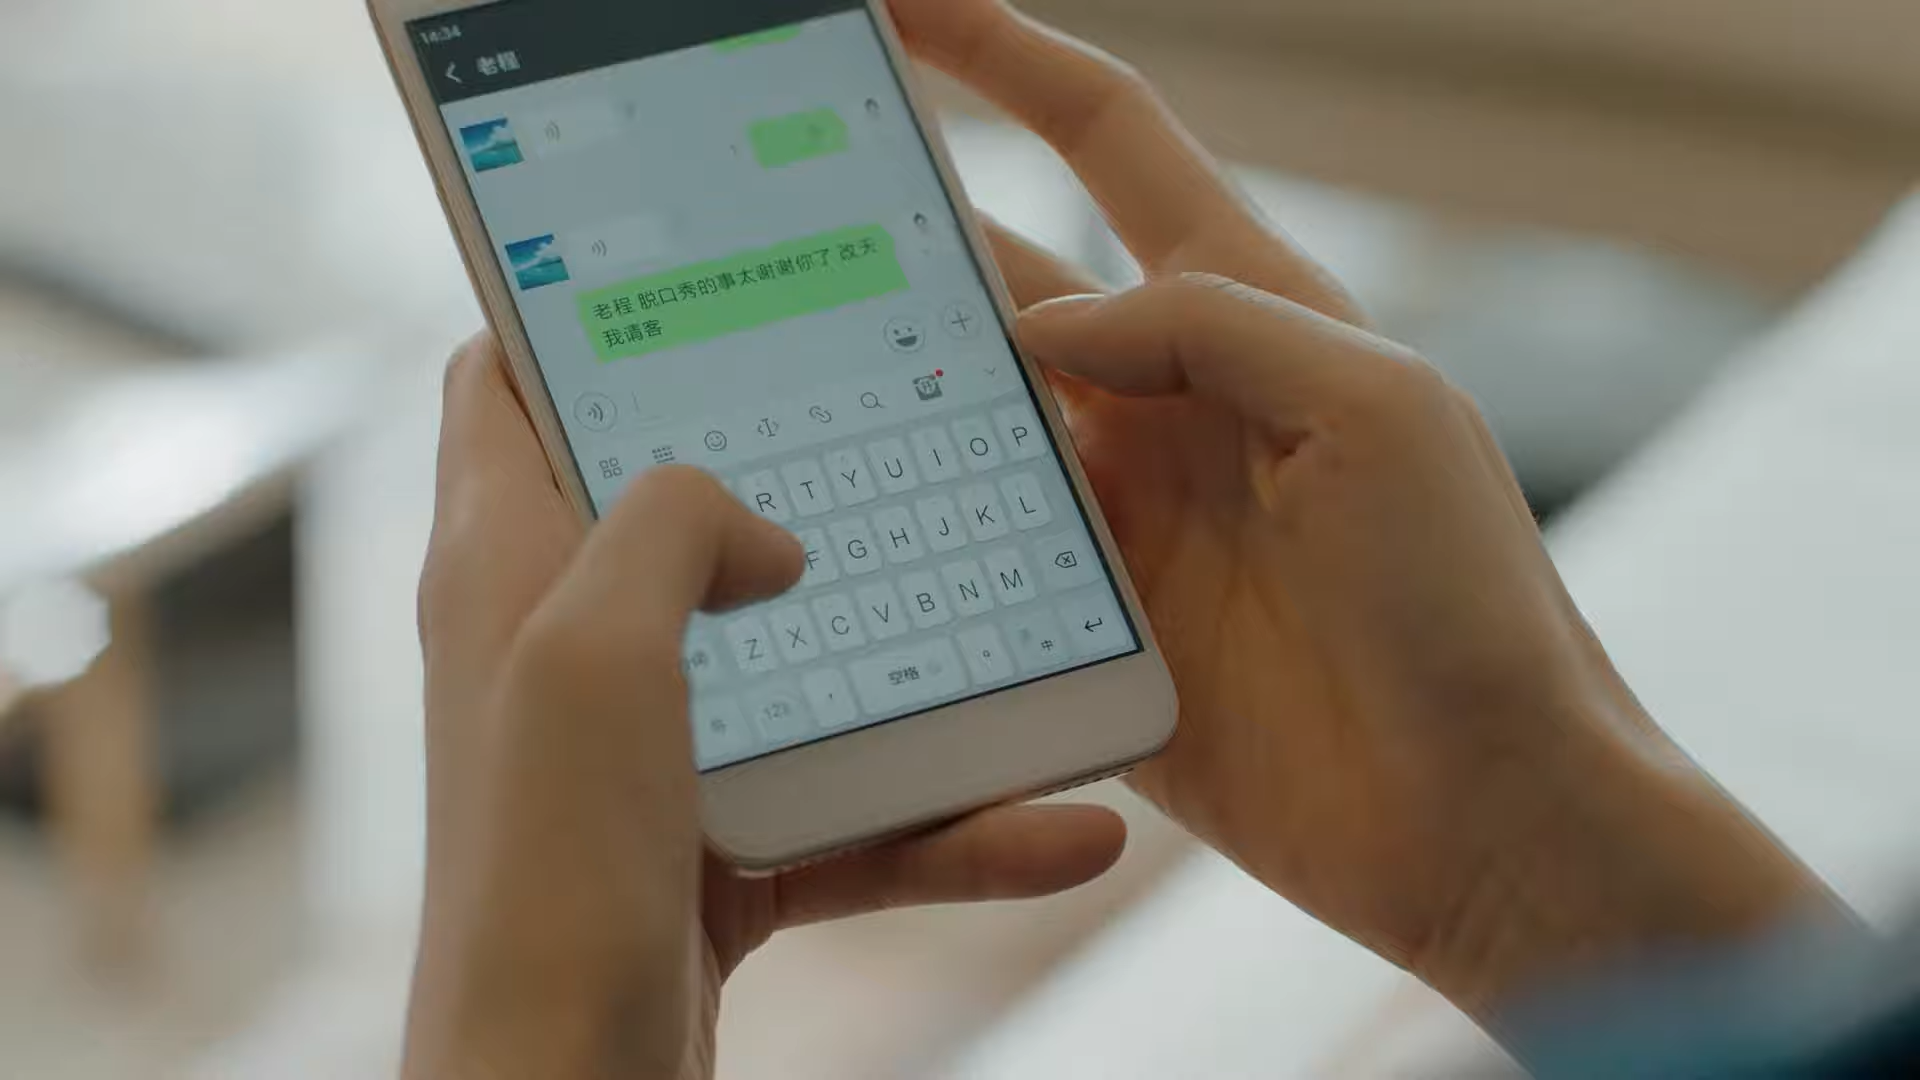 14:34
老程
老程 脱口秀的事太谢谢你了 改天
我请客
R T Y U I O P
F G H J K L
Z X C V B N M
123 , 空格 。 中